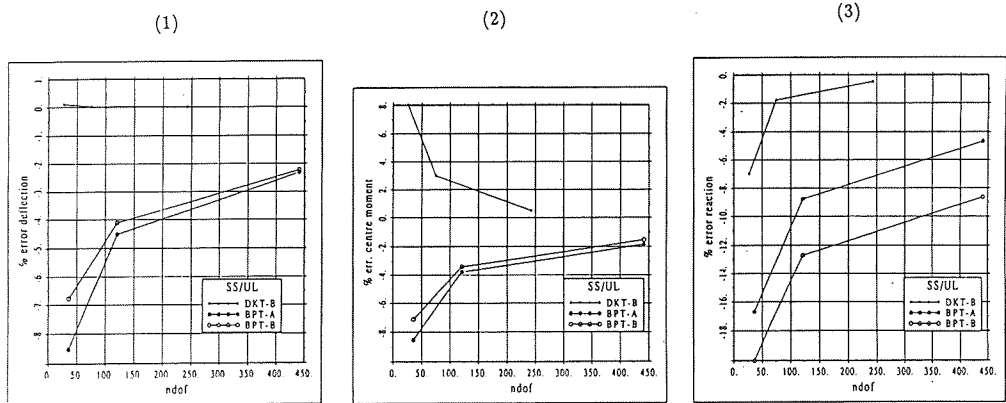 (1)
(2)
(3)
1.
0.
-1
-2
-3
-4
-5
-6
-7
-8
% error deflection
0. 50. 100. 150. 200. 250. 300. 350. 400. 450.
ndof
SS/UL
DKT-B
BPT-A
BPT-B
8.
6.
4.
2.
0.
-2
-4
-6
-8
% err. centre moment
0. 50. 100. 150. 200. 250. 300. 350. 400. 450.
ndof
SS/UL
DKT-B
BPT-A
BPT-B
0.
-2.
-4.
-6.
-8.
-10.
-12.
-14.
-16.
-18.
-20.
% error reaction
0. 50. 100. 150. 200. 250. 300. 350. 400. 450.
ndof
SS/UL
DKT-B
BPT-A
BPT-B